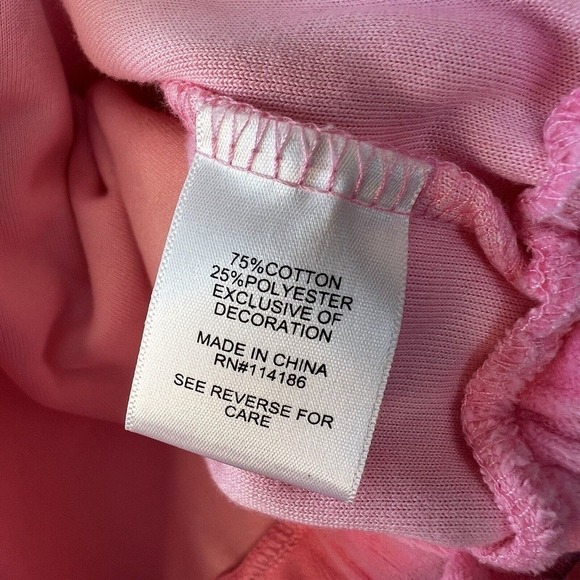 75%COTTON
25%POLYESTER
EXCLUSIVE OF
DECORATION
MADE IN CHINA
RN#114186
SEE REVERSE FOR
CARE